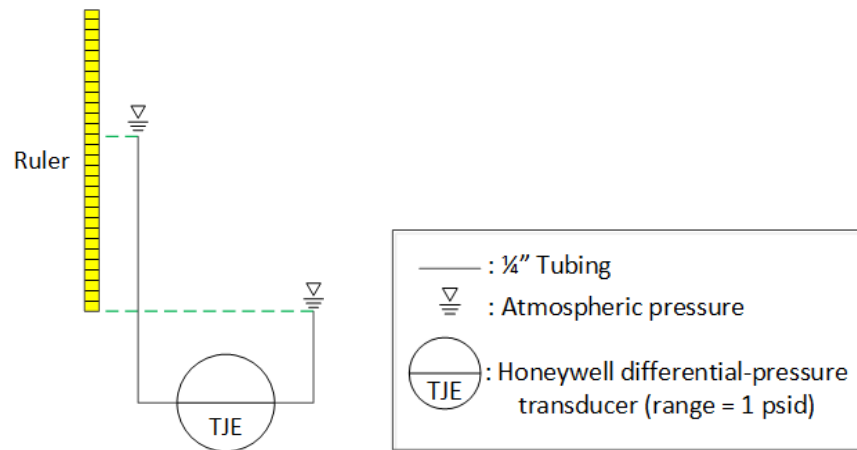 Ruler
TJE
: ¼” Tubing
: Atmospheric pressure
TJE
: Honeywell differential-pressure
transducer (range = 1 psid)